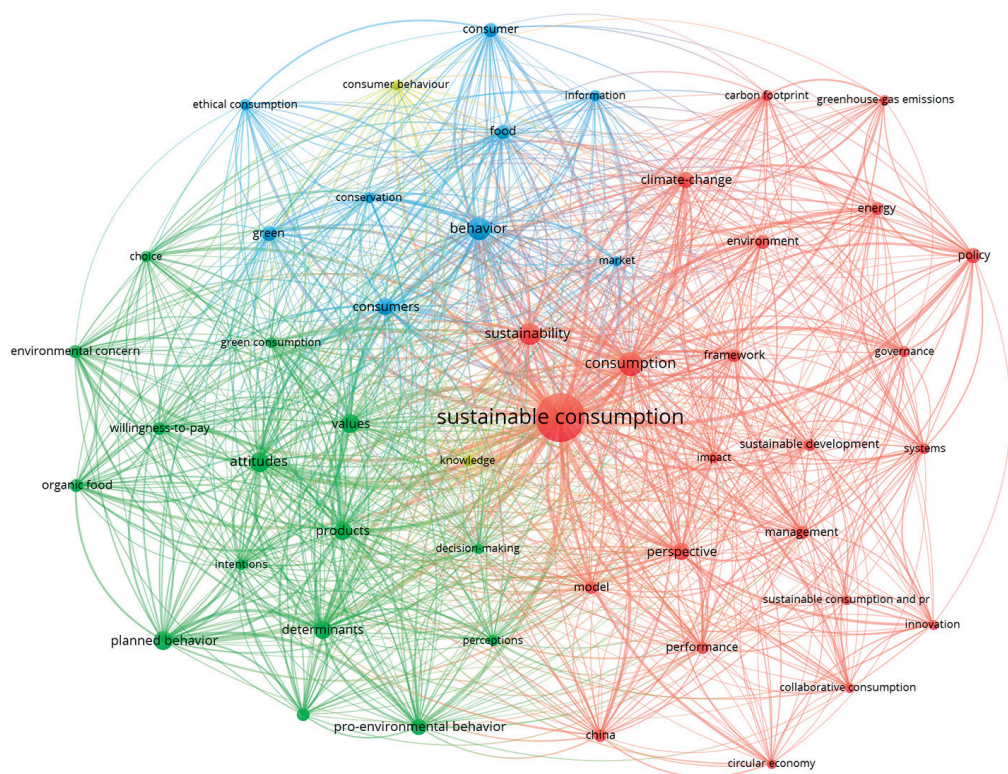 consumer
consumer behaviour
information
carbon footprint
greenhouse-gas emissions
ethical consumption
food
climate-change
conservation
energy
green
behavior
environment
choice
market
policy
consumers
sustainability
green consumption
environmental concern
consumption
framework
governance
sustainable consumption
values
willingness-to-pay
sustainable development
systems
attitudes
knowledge
impact
organic food
products
management
decision-making
perspective
intentions
model
sustainable consumption and pr
innovation
planned behavior
determinants
perceptions
performance
collaborative consumption
pro-environmental behavior
china
circular economy